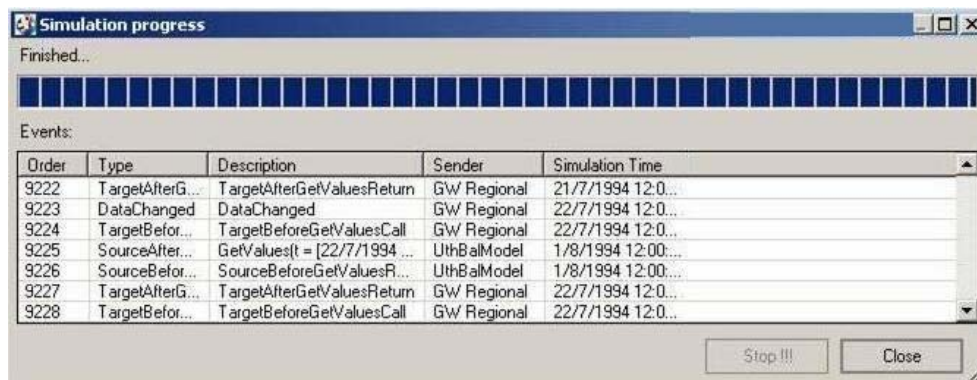 Simulation progress
Finished...
Events:
Order Type Description Sender Simulation Time
9222 TargetAfterG... TargetAfterGetValuesReturn GW Regional 21/7/1994 12:0...
9223 DataChanged DataChanged GW Regional 22/7/1994 12:0...
9224 TargetBefor... TargetBeforeGetValuesCall GW Regional 22/7/1994 12:0...
9225 SourceAfter... GetValues(t = [22/7/1994 ... UthBalModel 1/8/1994 12:00:...
9226 SourceBefor... SourceBeforeGetValuesR... UthBalModel 1/8/1994 12:00:...
9227 TargetAfterG... TargetAfterGetValuesReturn GW Regional 22/7/1994 12:0...
9228 TargetBefor... TargetBeforeGetValuesCall GW Regional 22/7/1994 12:0...
Stop !!! Close